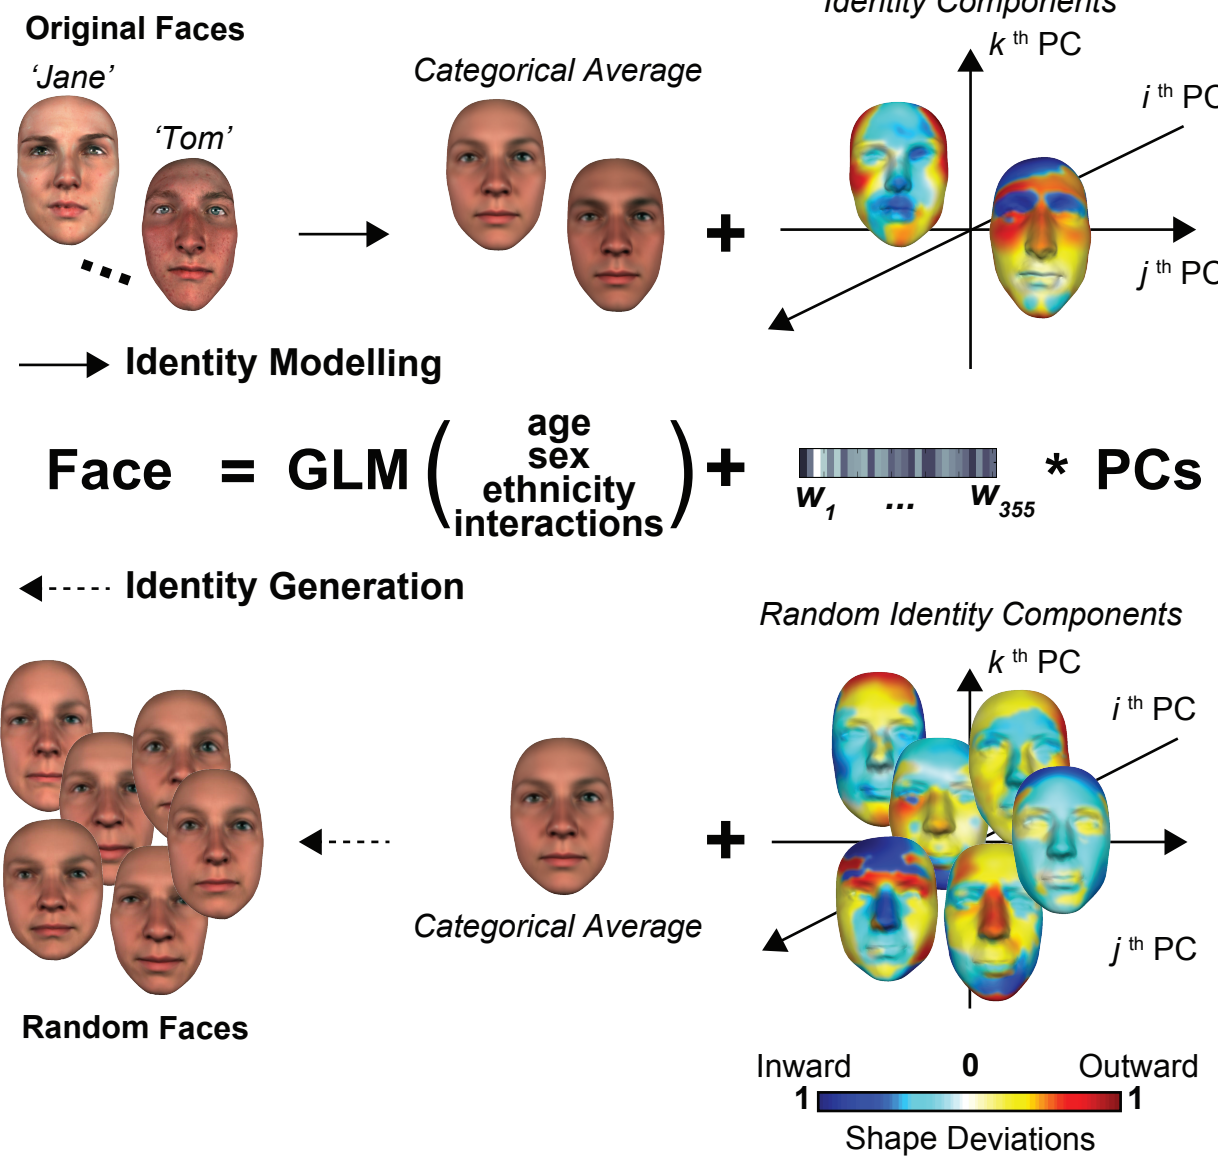 Identity Components
Original Faces
'Jane'
'Tom'
Categorical Average
k th PC
i th PC
j th PC
+
Identity Modelling
Face = GLM ( age
sex
ethnicity
interactions ) + w1 ... w355 * PCs
Identity Generation
Random Identity Components
k th PC
i th PC
+
Categorical Average
j th PC
Random Faces
Inward 0 Outward
1 1
Shape Deviations